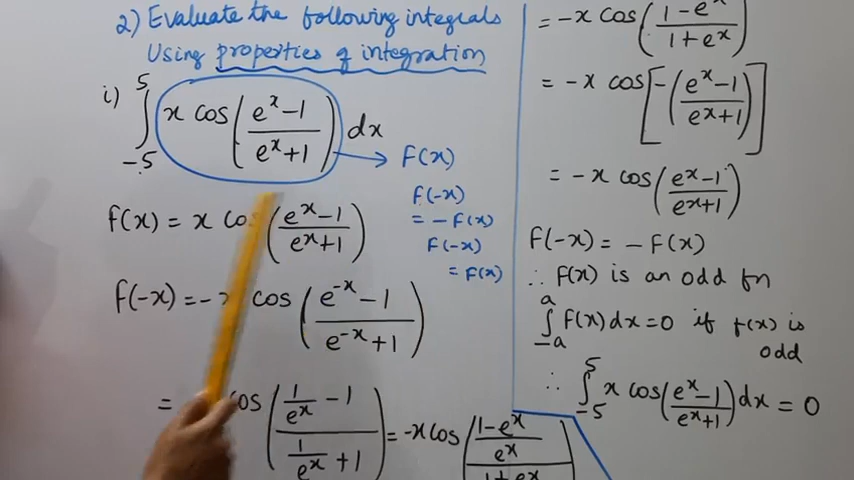 2) Evaluate the following integrals
Using properties of integration
i) ∫_{-5}^{5} x cos((e^x-1)/(e^x+1)) dx
→ F(x)
f(-x)
= -F(x)
f(-x)
= F(x)
f(x) = x cos((e^x-1)/(e^x+1))
f(-x) = -x cos((e^{-x}-1)/(e^{-x}+1))
= cos((1/e^x - 1)/(1/e^x + 1)) = -x cos(((1-e^x)/e^x)/(1+e^x
= -x cos((1-e^x)/(1+e^x))
= -x cos[-((e^x-1)/(e^x+1))]
= -x cos((e^x-1)/(e^x+1))
F(-x) = -F(x)
∴ F(x) is an odd fn
∫_{-a}^{a} F(x)dx=0 if f(x) is
odd
∴ ∫_{-5}^{5} x cos((e^x-1)/(e^x+1))dx = 0